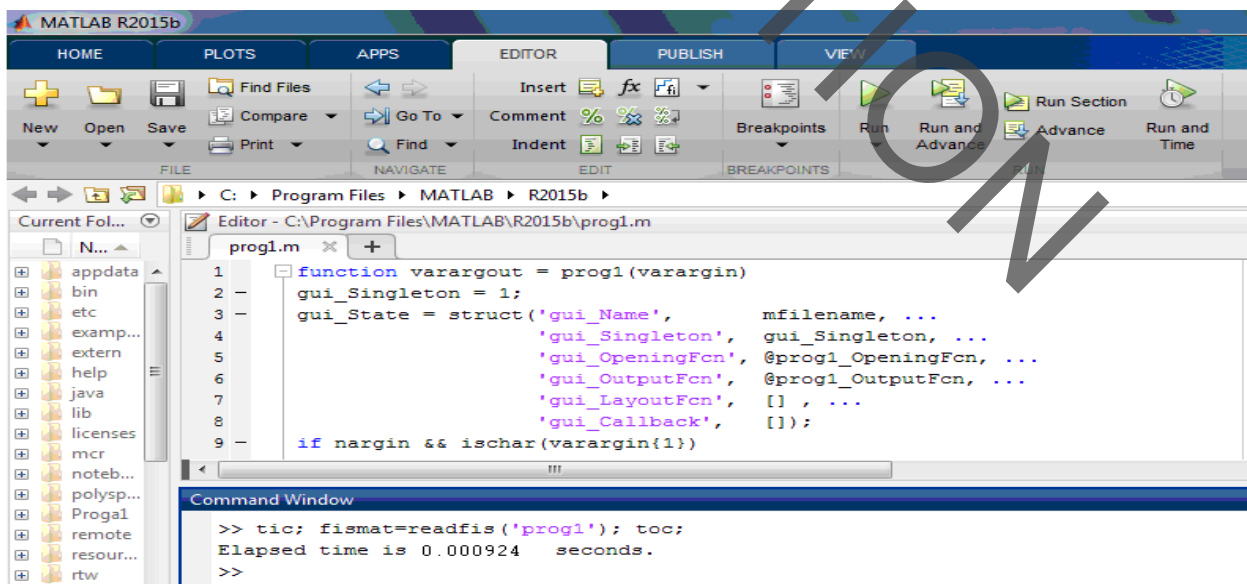 MATLAB R2015b
HOME PLOTS APPS EDITOR PUBLISH VIEW
New Open Save
Find Files
Compare
Print
FILE
Go To
Find
NAVIGATE
Insert fx
Comment
Indent
EDIT
Breakpoints
BREAKPOINTS
Run
Run and Advance
Run Section
Advance
Run and Time
RUN
C: Program Files MATLAB R2015b
Current Fol...
Editor - C:\Program Files\MATLAB\R2015b\prog1.m
N...
prog1.m +
appdata
bin
etc
examp...
extern
help
java
lib
licenses
mcr
noteb...
polysp...
Proga1
remote
resour...
rtw
1 function varargout = prog1(varargin)
2 – gui_Singleton = 1;
3 – gui_State = struct('gui_Name', mfilename, ...
4 'gui_Singleton', gui_Singleton, ...
5 'gui_OpeningFcn', @prog1_OpeningFcn, ...
6 'gui_OutputFcn', @prog1_OutputFcn, ...
7 'gui_LayoutFcn', [] , ...
8 'gui_Callback', []);
9 – if nargin && ischar(varargin{1})
Command Window
>> tic; fismat=readfis('prog1'); toc;
Elapsed time is 0.000924 seconds.
>>
ION